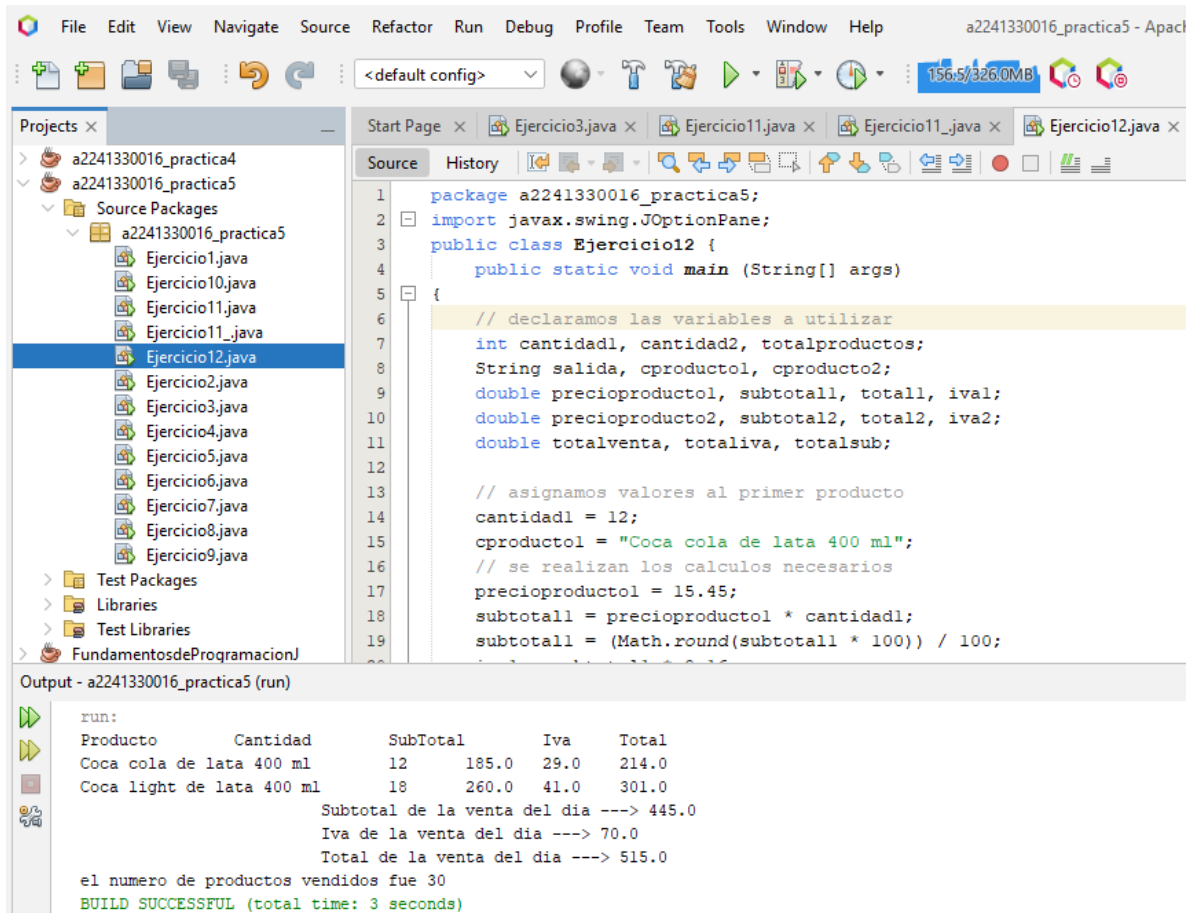 File Edit View Navigate Source Refactor Run Debug Profile Team Tools Window Help a2241330016_practica5 - Apach
<default config> 156.5/326.0MB
Projects
a2241330016_practica4
a2241330016_practica5
Source Packages
a2241330016_practica5
Ejercicio1.java
Ejercicio10.java
Ejercicio11.java
Ejercicio11_.java
Ejercicio12.java
Ejercicio2.java
Ejercicio3.java
Ejercicio4.java
Ejercicio5.java
Ejercicio6.java
Ejercicio7.java
Ejercicio8.java
Ejercicio9.java
Test Packages
Libraries
Test Libraries
FundamentosdeProgramacionJ
Start Page Ejercicio3.java Ejercicio11.java Ejercicio11_.java Ejercicio12.java
Source History
1 package a2241330016_practica5;
2 import javax.swing.JOptionPane;
3 public class Ejercicio12 {
4 public static void main (String[] args)
5 {
6 // declaramos las variables a utilizar
7 int cantidad1, cantidad2, totalproductos;
8 String salida, cproducto1, cproducto2;
9 double precioproducto1, subtotal1, total1, iva1;
10 double precioproducto2, subtotal2, total2, iva2;
11 double totalventa, totaliva, totalsub;
12
13 // asignamos valores al primer producto
14 cantidad1 = 12;
15 cproducto1 = "Coca cola de lata 400 ml";
16 // se realizan los calculos necesarios
17 precioproducto1 = 15.45;
18 subtotal1 = precioproducto1 * cantidad1;
19 subtotal1 = (Math.round(subtotal1 * 100)) / 100;
Output - a2241330016_practica5 (run)
run:
Producto Cantidad SubTotal Iva Total
Coca cola de lata 400 ml 12 185.0 29.0 214.0
Coca light de lata 400 ml 18 260.0 41.0 301.0
Subtotal de la venta del dia ---> 445.0
Iva de la venta del dia ---> 70.0
Total de la venta del dia ---> 515.0
el numero de productos vendidos fue 30
BUILD SUCCESSFUL (total time: 3 seconds)